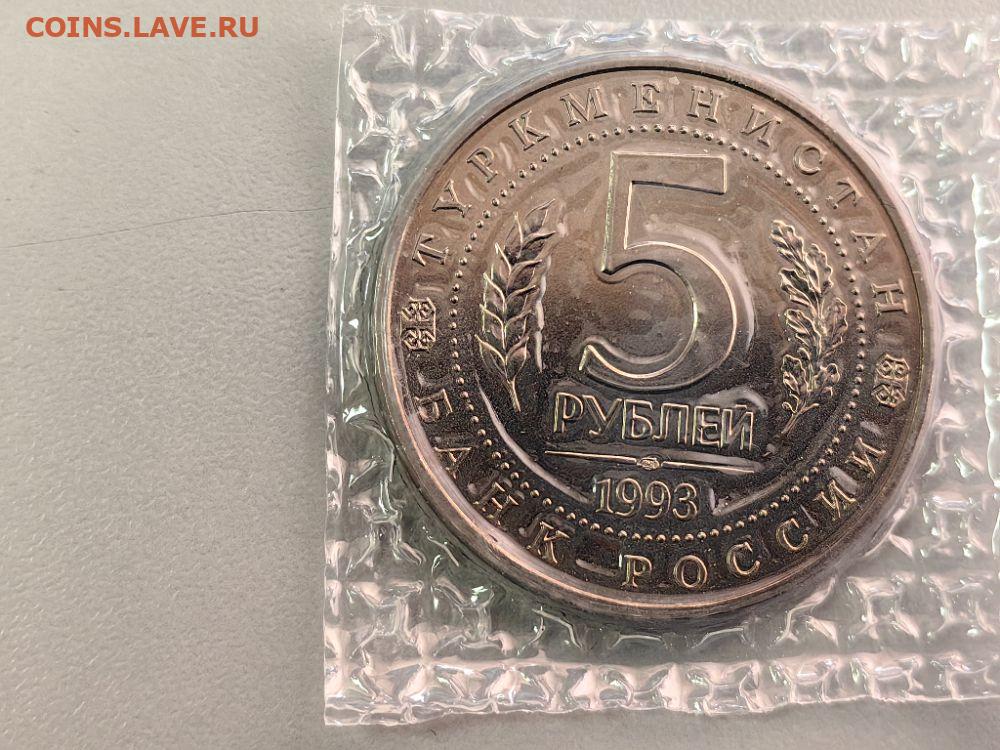 COINS.LAVE.RU
ТУРКМЕНИСТАН
5
РУБЛЕЙ
1993
БАНК РОССИИ